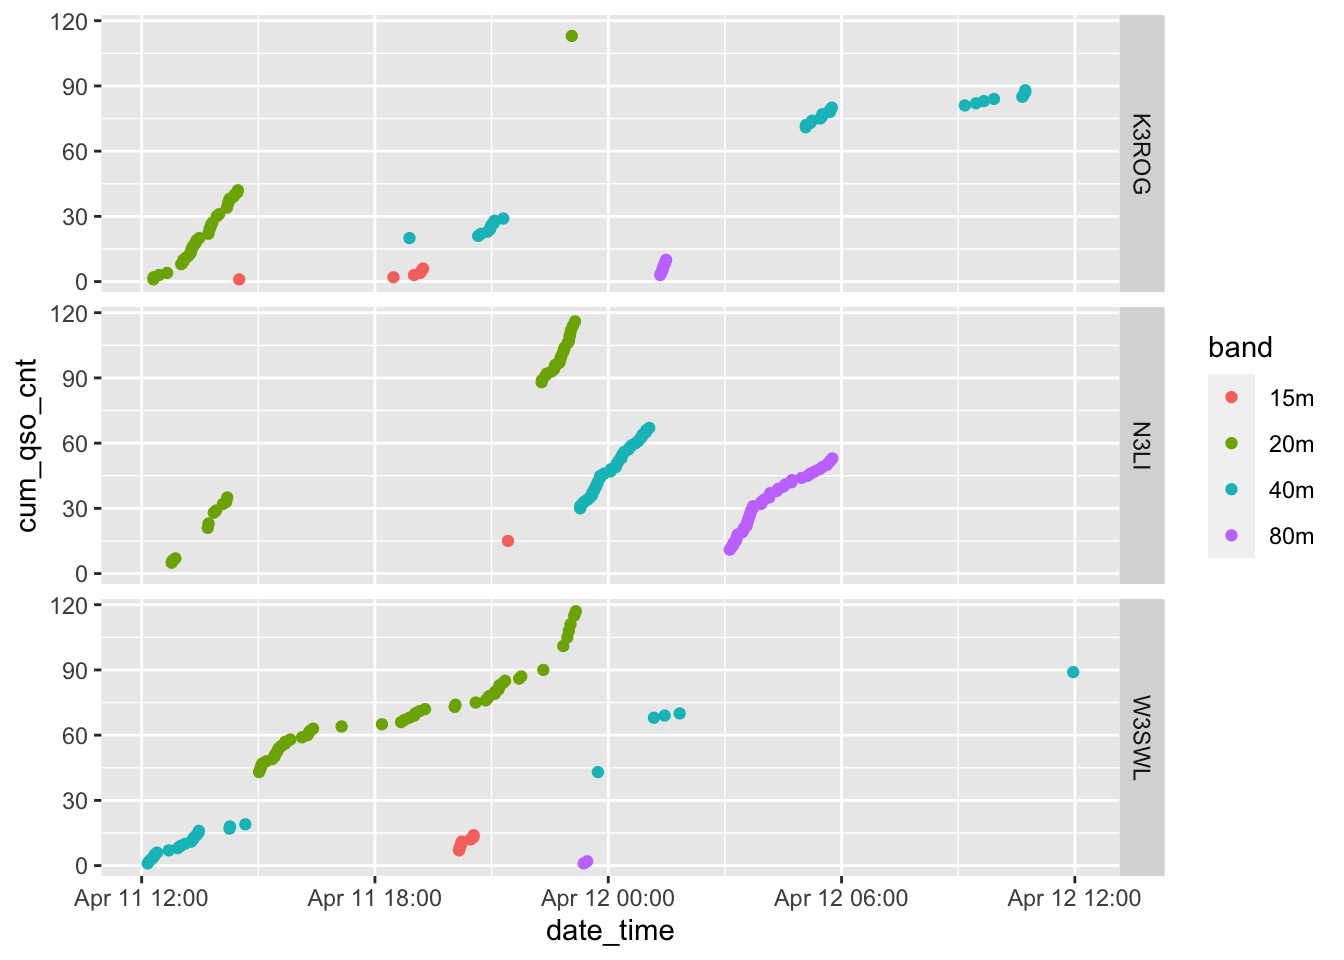 120
90
60
30
0
K3ROG
120
90
60
30
0
N3LI
120
90
60
30
0
W3SWL
cum_qso_cnt
Apr 11 12:00
Apr 11 18:00
Apr 12 00:00
Apr 12 06:00
Apr 12 12:00
date_time
band
15m
20m
40m
80m